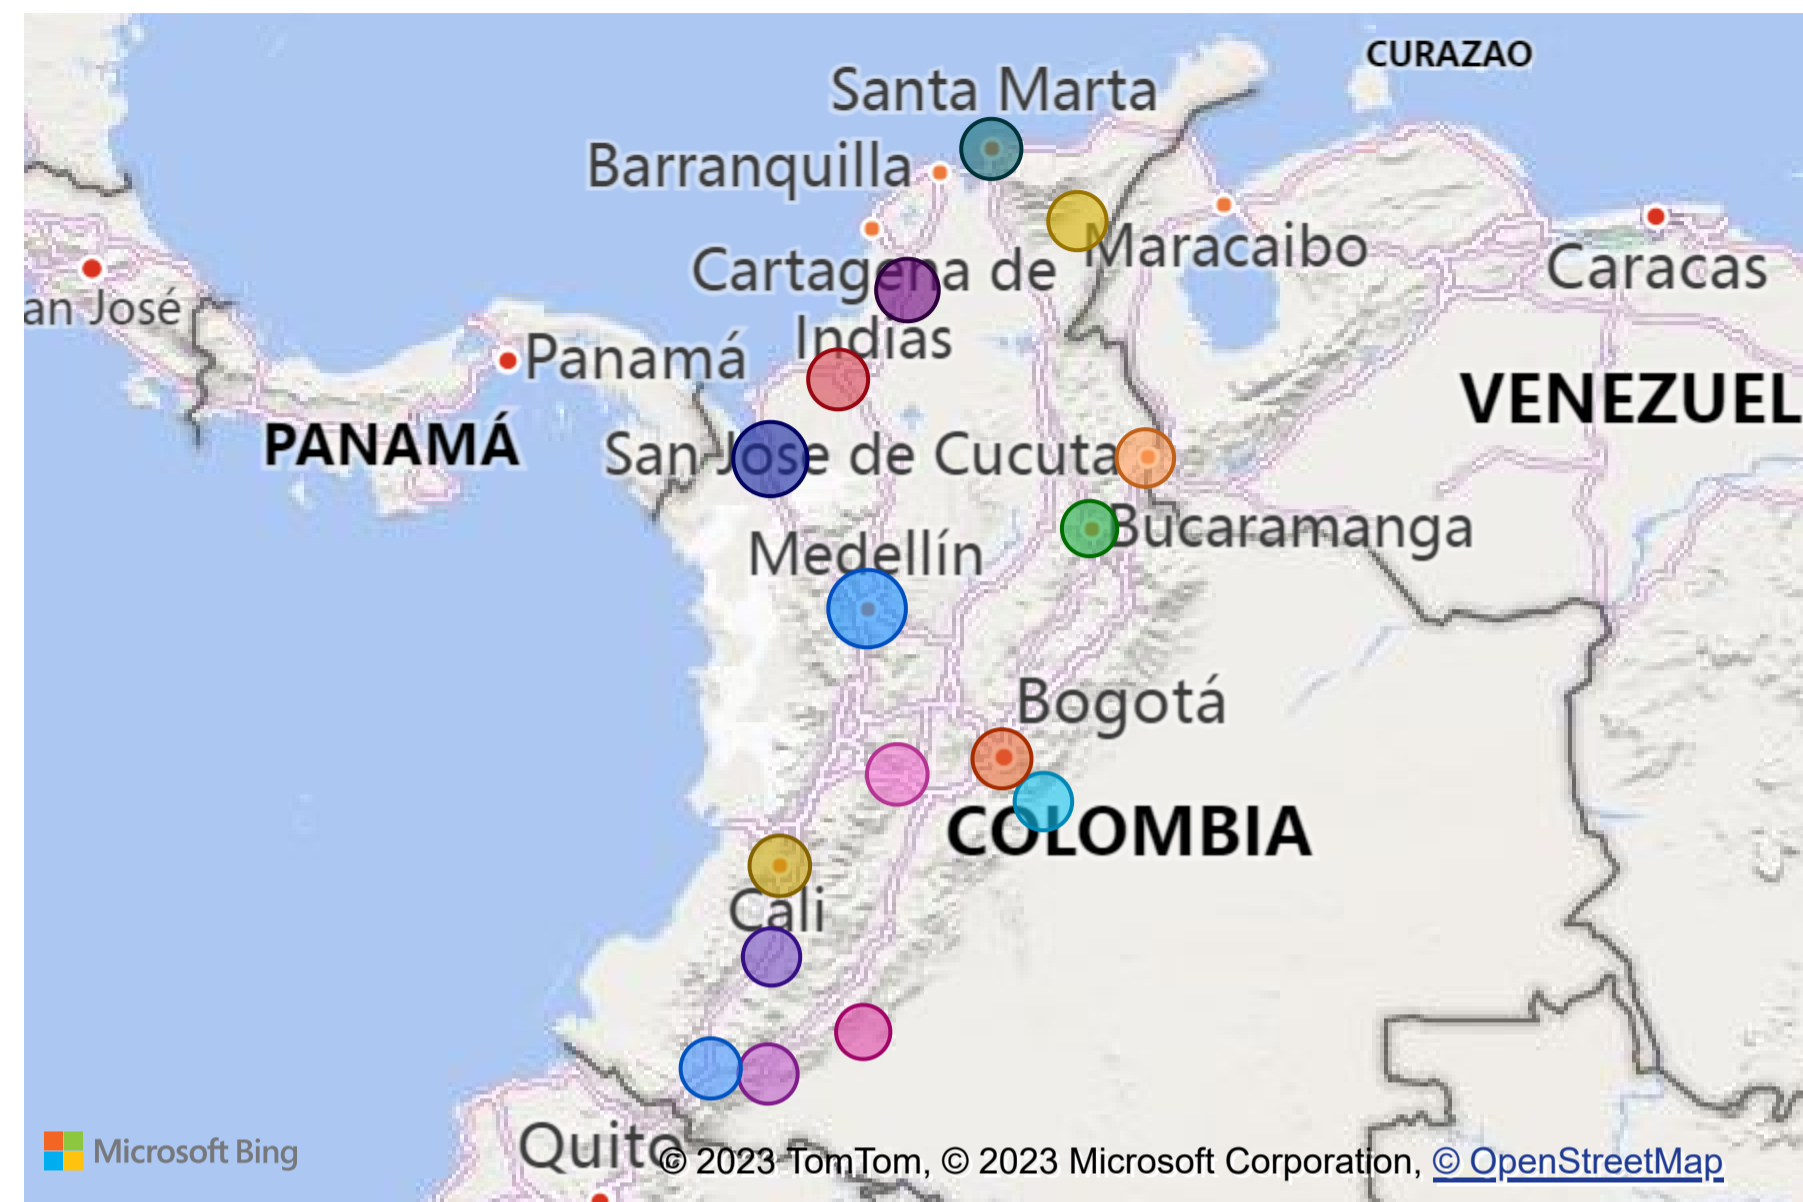 CURAZAO
Santa Marta
Barranquilla
Maracaibo
Cartagena de
Indias
Caracas
an José
Panamá
PANAMÁ
VENEZUEL
San Jose de Cucuta
Bucaramanga
Medellín
Bogotá
COLOMBIA
Cali
Quito
Microsoft Bing
© 2023 TomTom, © 2023 Microsoft Corporation, © OpenStreetMap